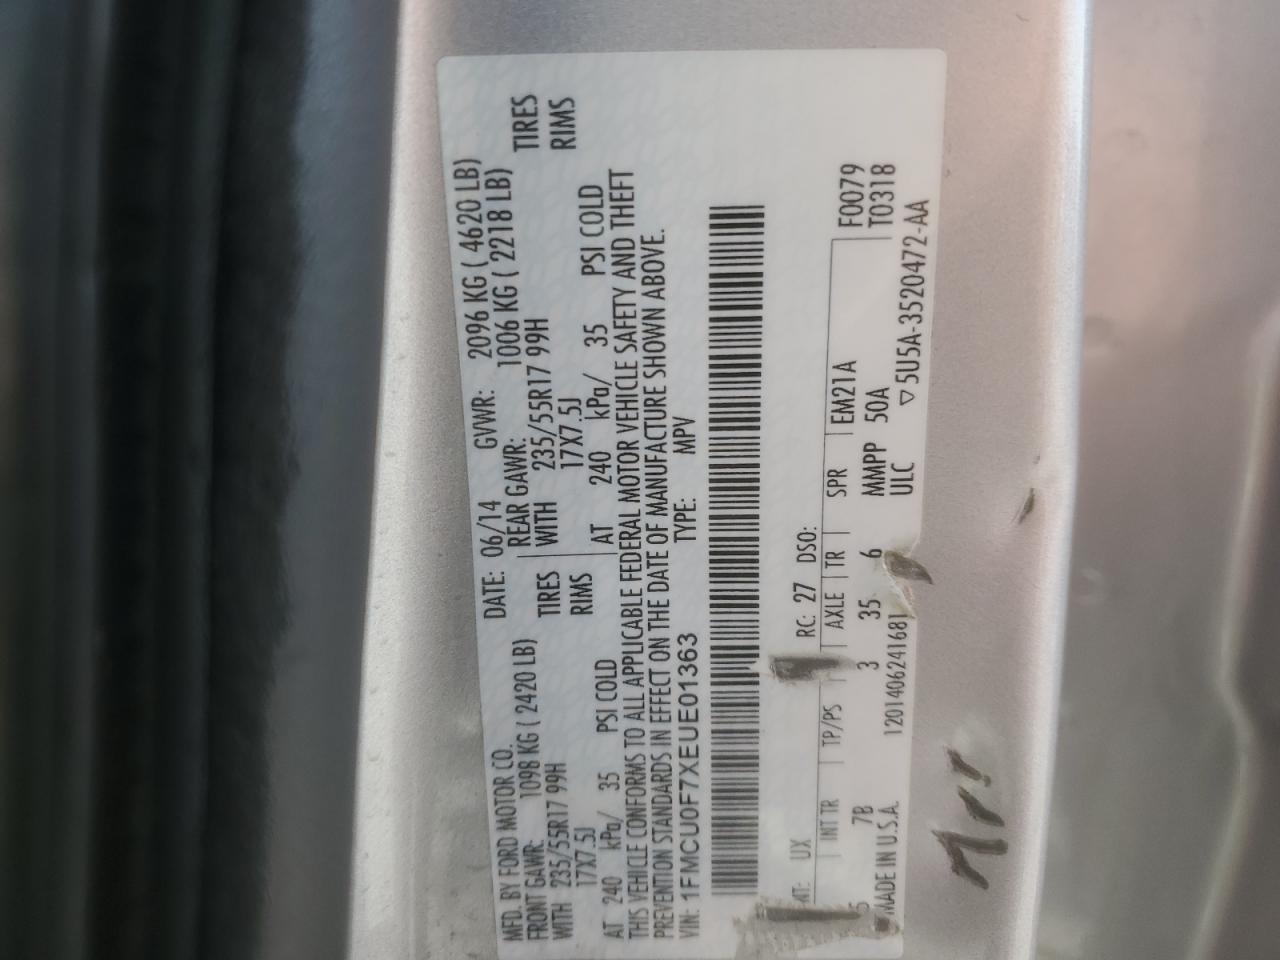 MFD. BY FORD MOTOR CO.
DATE: 06/14 GVWR: 2096 KG ( 4620 LB)
FRONT GAWR: 1098 KG ( 2420 LB)
REAR GAWR: 1006 KG ( 2218 LB)
WITH 235/55R17 99H TIRES
WITH 235/55R17 99H TIRES
17X7.5J RIMS
17X7.5J RIMS
AT 240 kPa/ 35 PSI COLD
AT 240 kPa/ 35 PSI COLD
THIS VEHICLE CONFORMS TO ALL APPLICABLE FEDERAL MOTOR VEHICLE SAFETY AND THEFT
PREVENTION STANDARDS IN EFFECT ON THE DATE OF MANUFACTURE SHOWN ABOVE.
VIN: 1FMCU0F7XEUE01363
TYPE: MPV
UX RC: 27 DSO:
F0079
INT TR TP/PS AXLE TR SPR EM21A T0318
7B 3 35 6 MMPP 50A
MADE IN U.S.A. 1201406241681 ULC ▽5U5A-3520472-AA